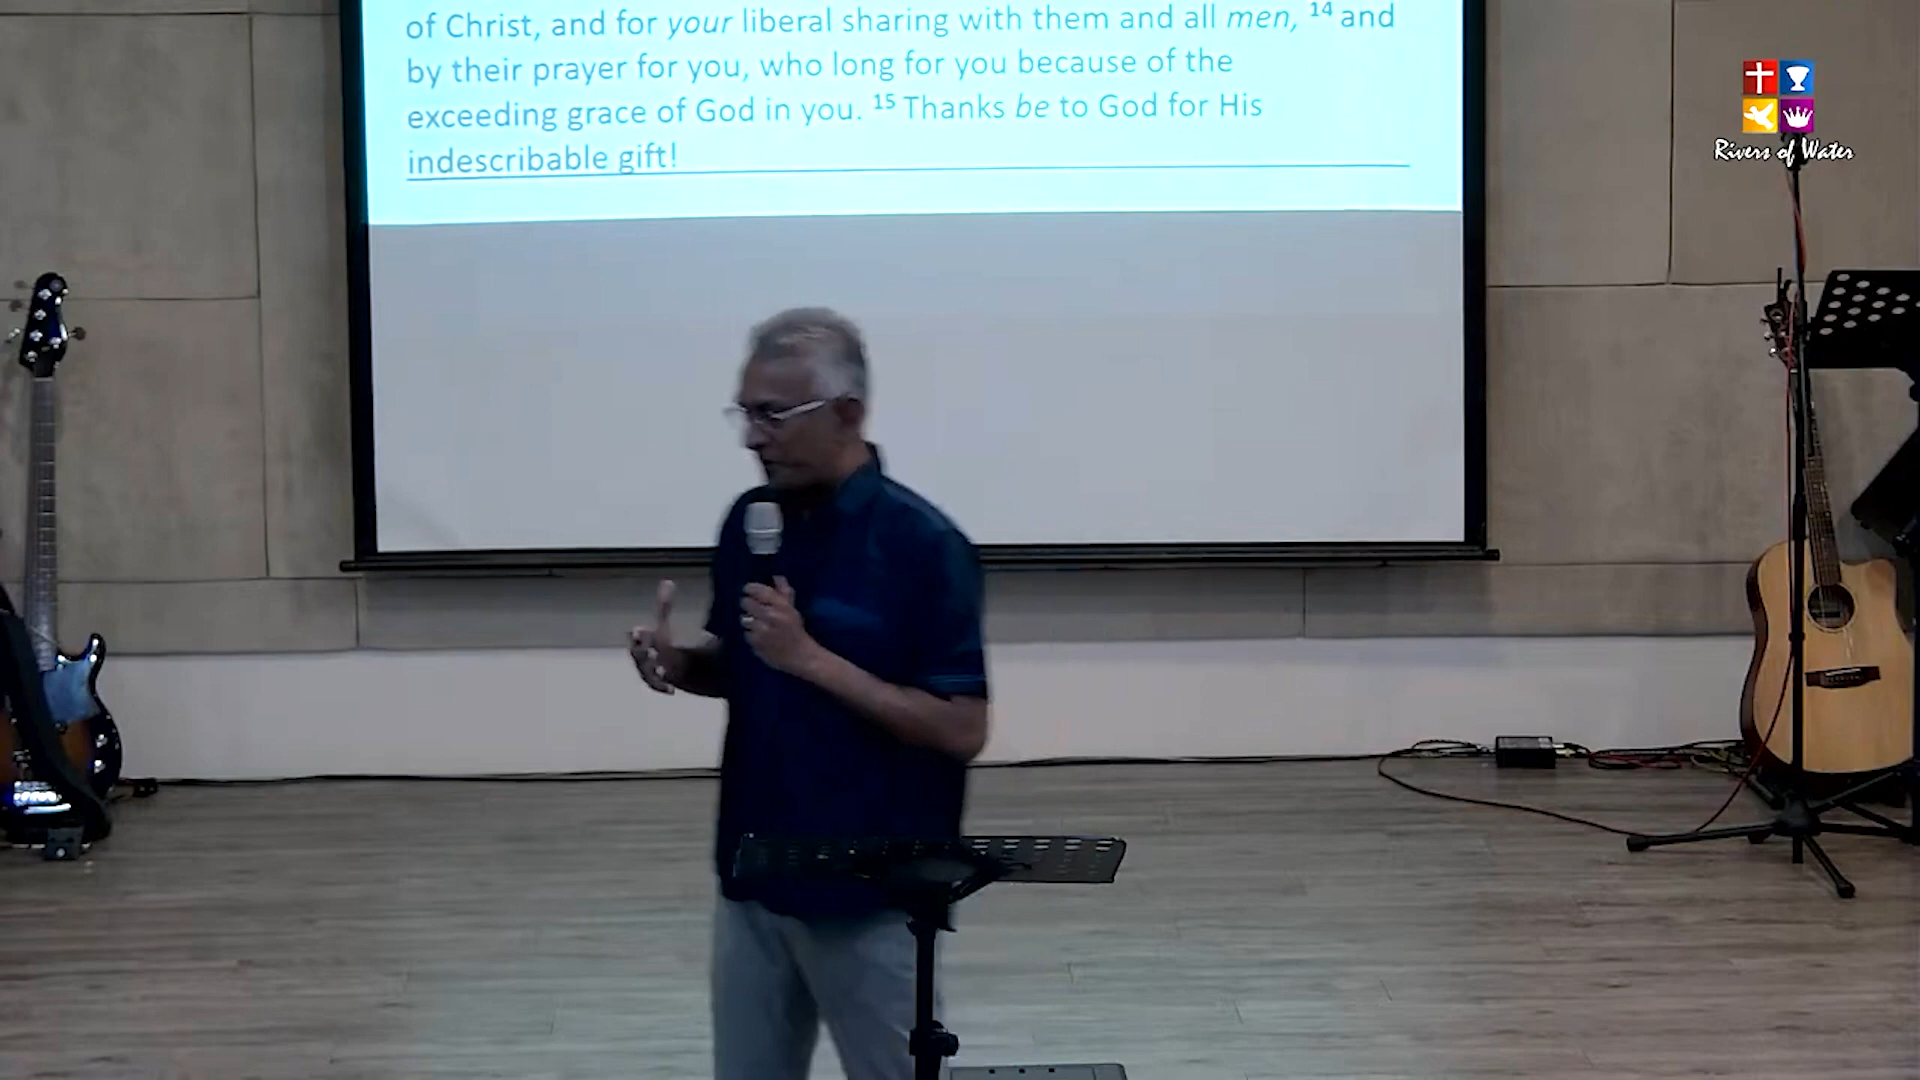 of Christ, and for your liberal sharing with them and all men, 14 and
by their prayer for you, who long for you because of the
exceeding grace of God in you. 15 Thanks be to God for His
indescribable gift!
Rivers of Water